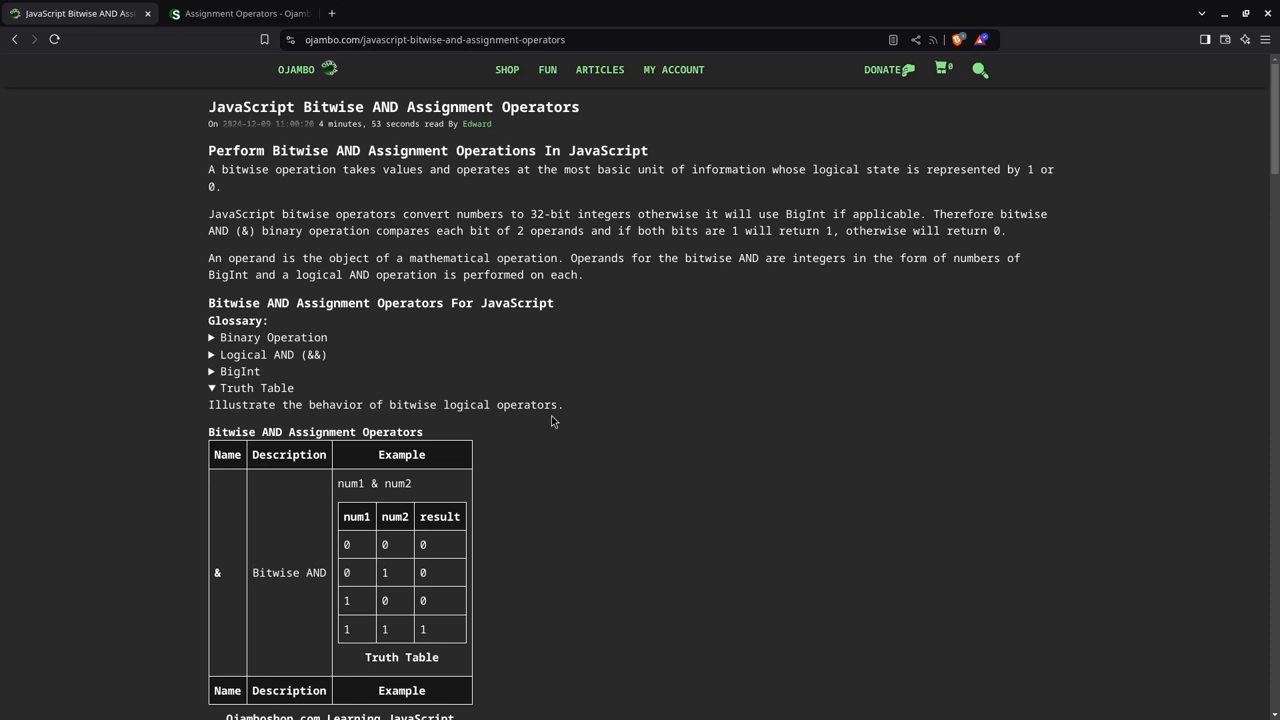 JavaScript Bitwise AND Ass
Assignment Operators - Ojamb
ojambo.com/javascript-bitwise-and-assignment-operators
OJAMBO
SHOP
FUN
ARTICLES
MY ACCOUNT
DONATE
0
JavaScript Bitwise AND Assignment Operators
On 2024-12-09 11:00:20 4 minutes, 53 seconds read By Edward
Perform Bitwise AND Assignment Operations In JavaScript
A bitwise operation takes values and operates at the most basic unit of information whose logical state is represented by 1 or
0.
JavaScript bitwise operators convert numbers to 32-bit integers otherwise it will use BigInt if applicable. Therefore bitwise
AND (&) binary operation compares each bit of 2 operands and if both bits are 1 will return 1, otherwise will return 0.
An operand is the object of a mathematical operation. Operands for the bitwise AND are integers in the form of numbers of
BigInt and a logical AND operation is performed on each.
Bitwise AND Assignment Operators For JavaScript
Glossary:
Binary Operation
Logical AND (&&)
BigInt
Truth Table
Illustrate the behavior of bitwise logical operators.
Bitwise AND Assignment Operators
Name Description Example
num1 & num2
num1 num2 result
0 0 0
0 1 0
& Bitwise AND
1 0 0
1 1 1
Truth Table
Name Description Example
Ojamboshop.com Learning JavaScript